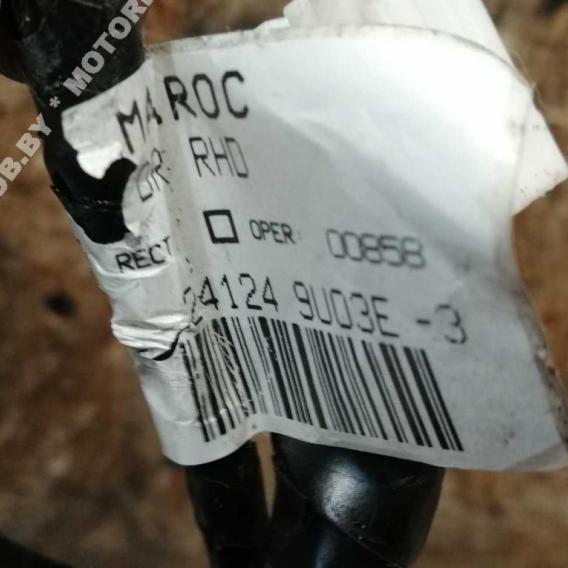 MAROC
RHD
RECT □ OPER 00858
24124 9U03E -3